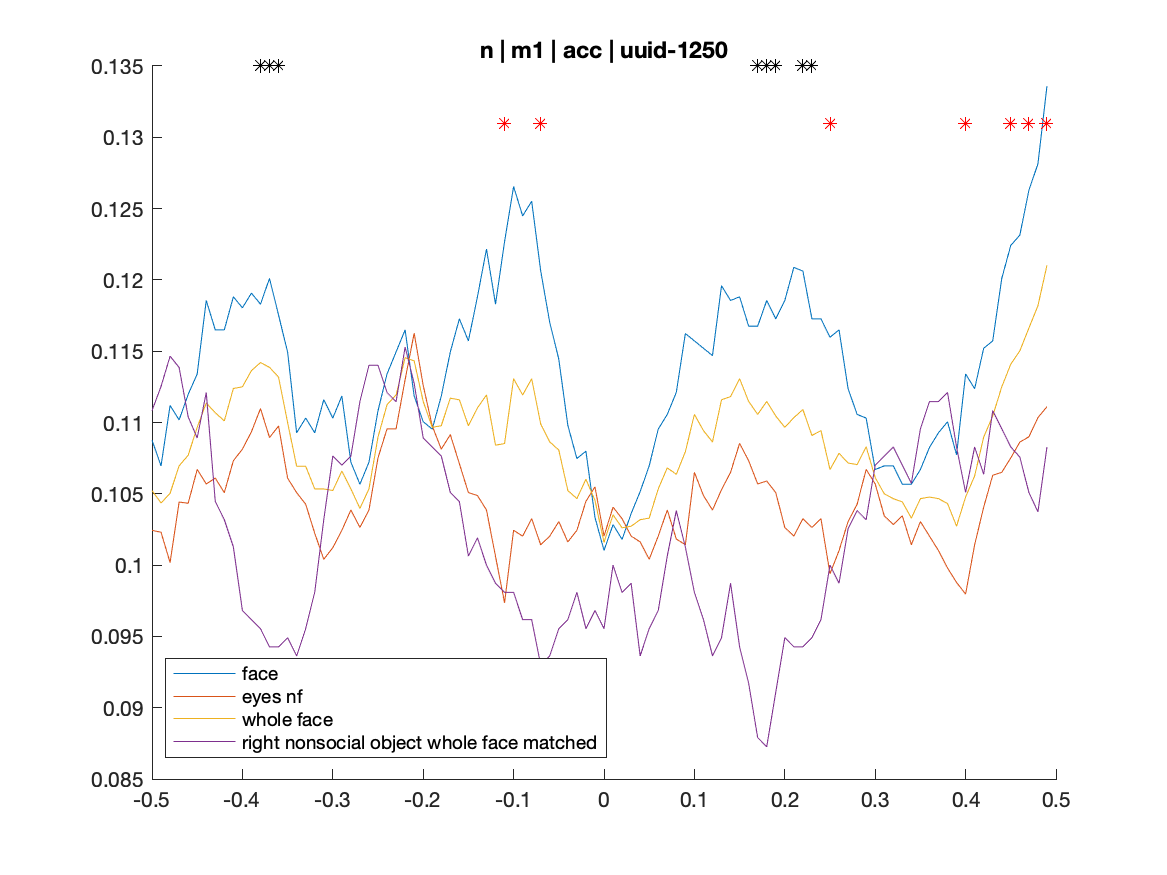 n | m1 | acc | uuid-1250
0.135
0.13
0.125
0.12
0.115
0.11
0.105
0.1
0.095
0.09
0.085
face
eyes nf
whole face
right nonsocial object whole face matched
-0.5 -0.4 -0.3 -0.2 -0.1 0 0.1 0.2 0.3 0.4 0.5